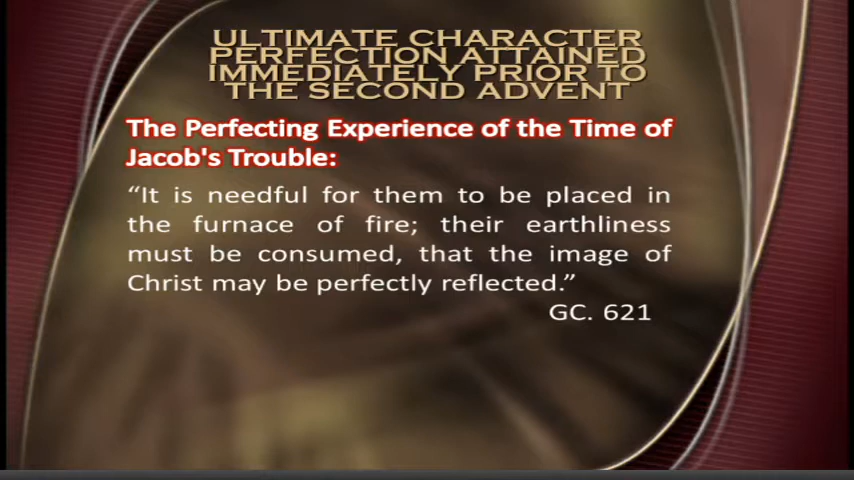 ULTIMATE CHARACTER
PERFECTION ATTAINED
IMMEDIATELY PRIOR TO
THE SECOND ADVENT
The Perfecting Experience of the Time of
Jacob's Trouble:
“It is needful for them to be placed in
the furnace of fire; their earthliness
must be consumed, that the image of
Christ may be perfectly reflected.”
GC. 621